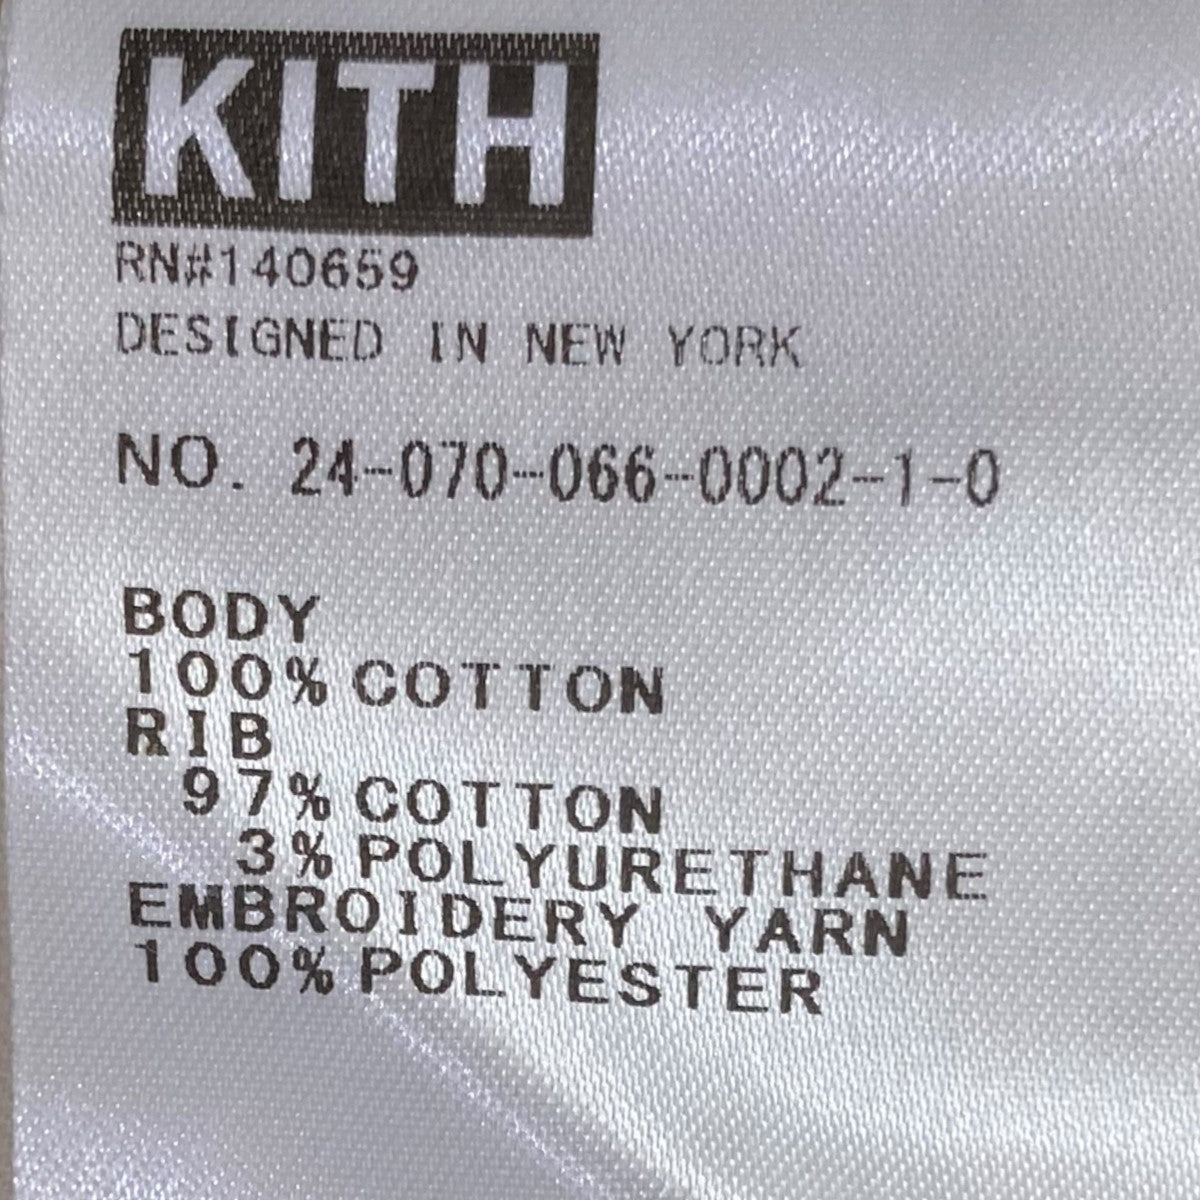 KITH
RN#140659
DESIGNED IN NEW YORK
NO. 24-070-066-0002-1-0
BODY
100% COTTON
RIB
97% COTTON
3% POLYURETHANE
EMBROIDERY YARN
100% POLYESTER